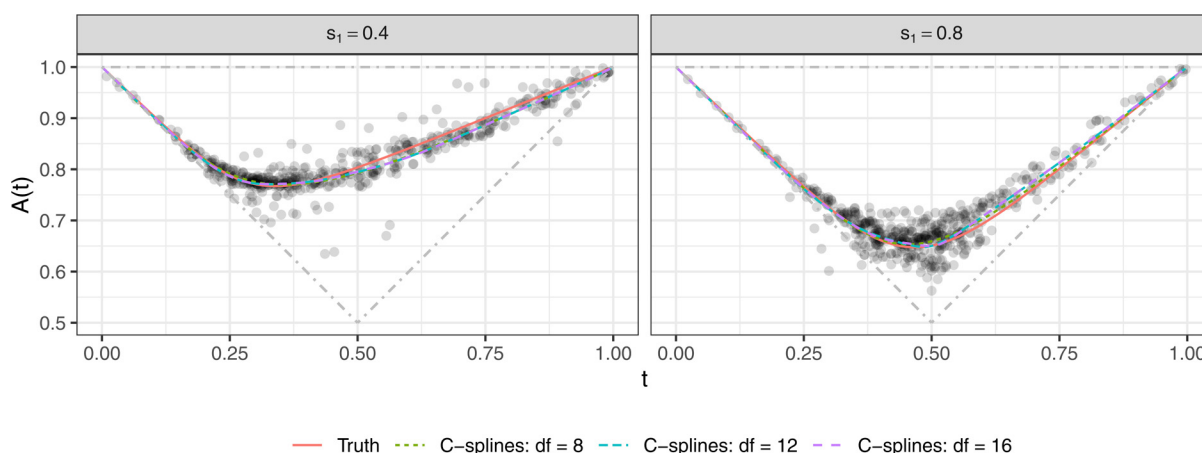 s1 = 0.4
s1 = 0.8
A(t)
1.0
0.9
0.8
0.7
0.6
0.5
0.00 0.25 0.50 0.75 1.00
0.00 0.25 0.50 0.75 1.00
t
Truth C−splines: df = 8 C−splines: df = 12 C−splines: df = 16